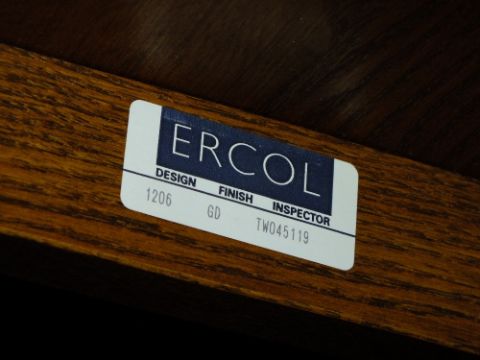 ERCOL
DESIGN FINISH INSPECTOR
1206 GD TW045119